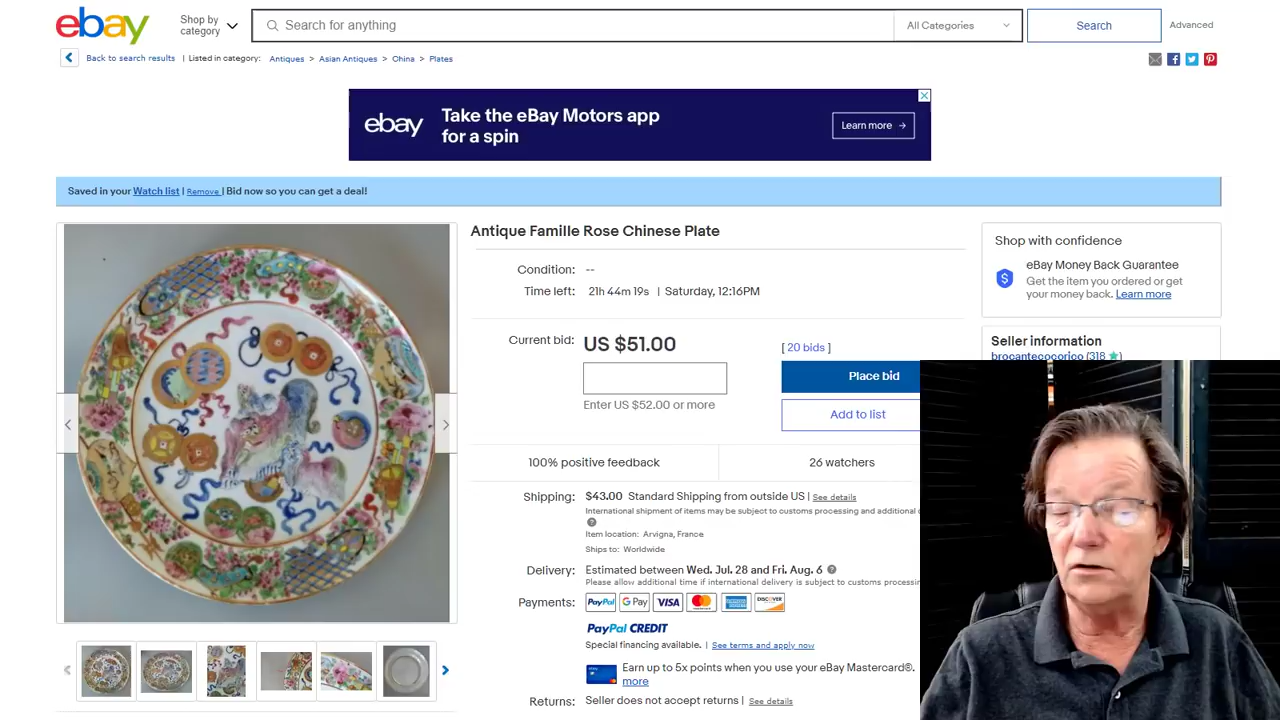 ebay
Shop by
category
Search for anything
All Categories
Search
Advanced
Back to search results | Listed in category: Antiques > Asian Antiques > China > Plates
ebay
Take the eBay Motors app
for a spin
Learn more →
Saved in your Watch list | Remove | Bid now so you can get a deal!
Antique Famille Rose Chinese Plate
Condition: --
Time left: 21h 44m 19s | Saturday, 12:16PM
Current bid: US $51.00
[ 20 bids ]
Place bid
Enter US $52.00 or more
Add to list
100% positive feedback
26 watchers
Shipping: $43.00 Standard Shipping from outside US | See details
International shipment of items may be subject to customs processing and additional
Item location: Arvigna, France
Ships to: Worldwide
Delivery: Estimated between Wed. Jul. 28 and Fri. Aug. 6
Please allow additional time if international delivery is subject to customs
Payments: PayPal G Pay VISA
DISCOVER
PayPal CREDIT
Special financing available. | See terms and apply now
Earn up to 5x points when you use your eBay Mastercard®.
more
Returns: Seller does not accept returns | See details
Shop with confidence
eBay Money Back Guarantee
Get the item you ordered or get
your money back. Learn more
Seller information
brocantecocorico (318 ★)